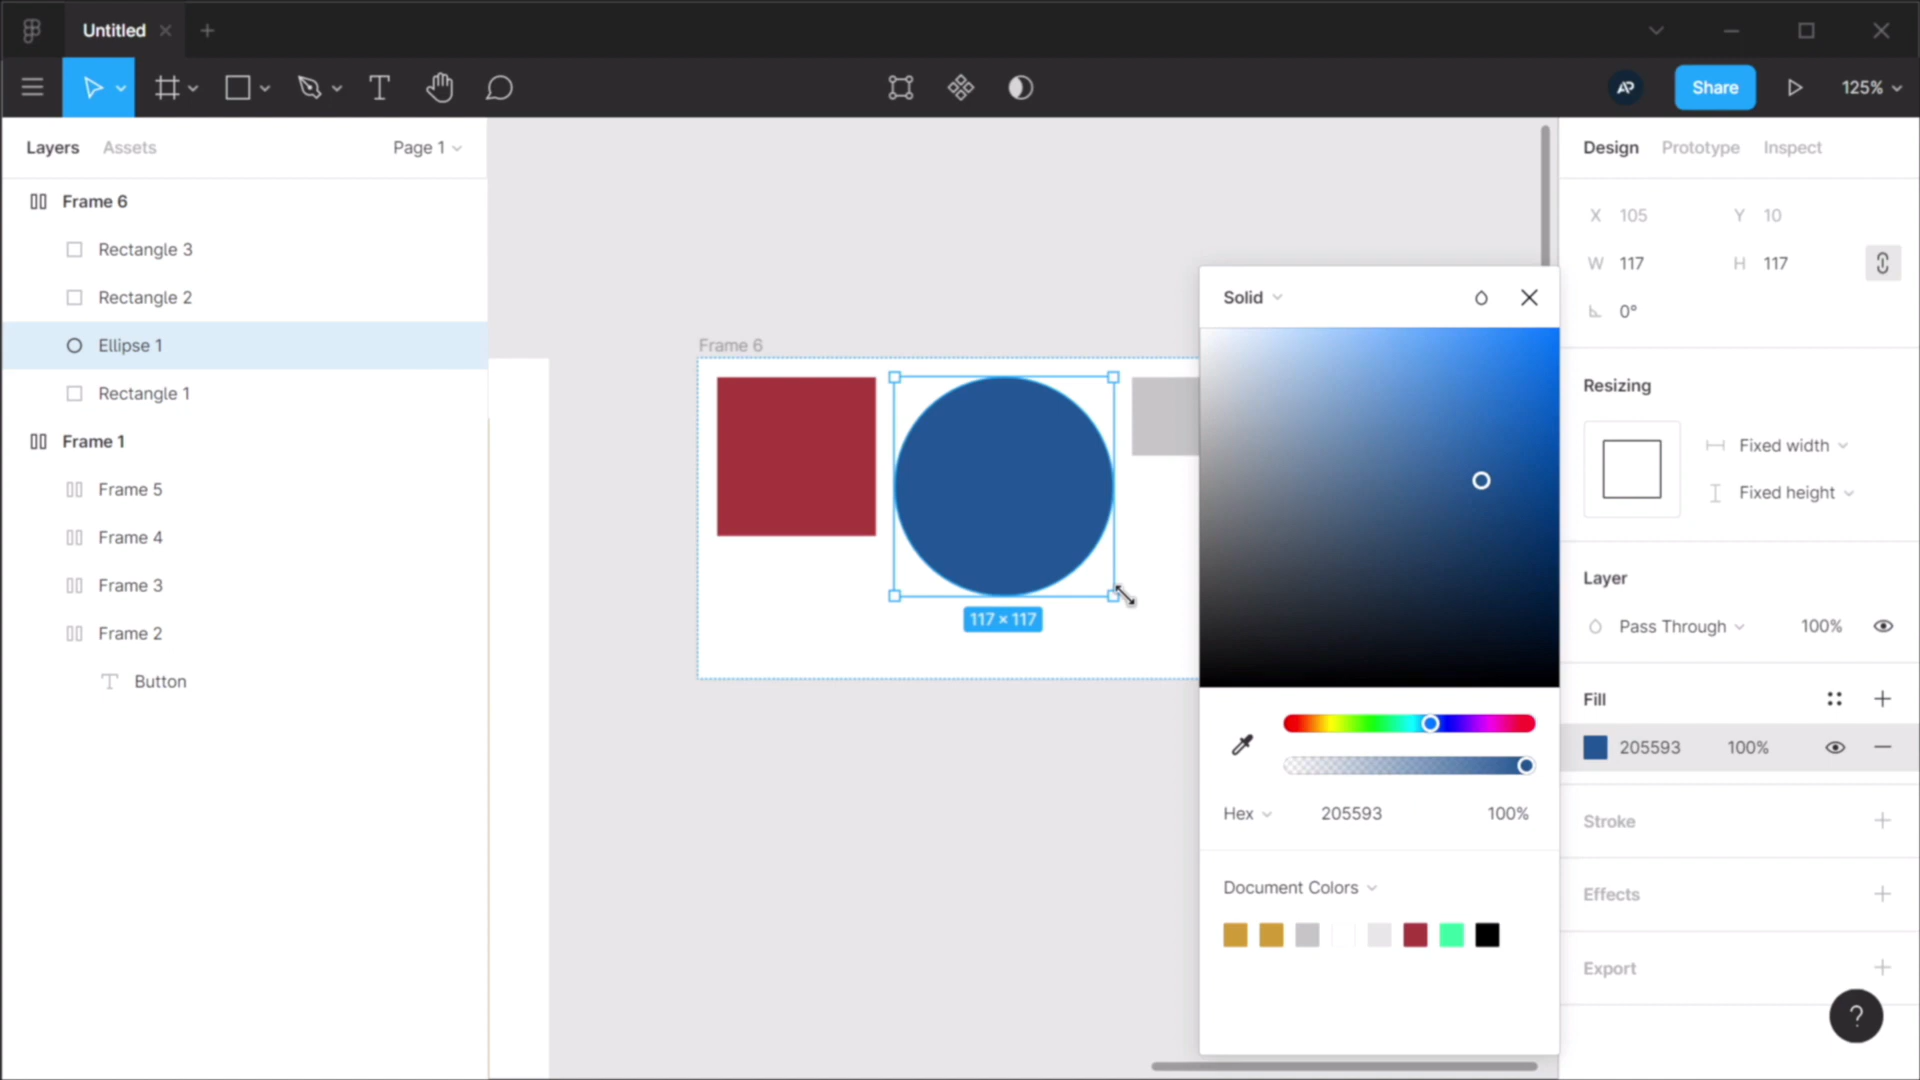 Untitled
AP
Share
125%
Layers
Assets
Page 1
Design
Prototype
Inspect
Frame 6
Rectangle 3
Rectangle 2
Ellipse 1
Rectangle 1
Frame 1
Frame 5
Frame 4
Frame 3
Frame 2
T Button
Frame 6
117 × 117
Solid
Hex
205593
100%
Document Colors
X 105
Y 10
W 117
H 117
0°
Resizing
Fixed width
Fixed height
Layer
Pass Through
100%
Fill
205593
100%
Stroke
Effects
Export
?